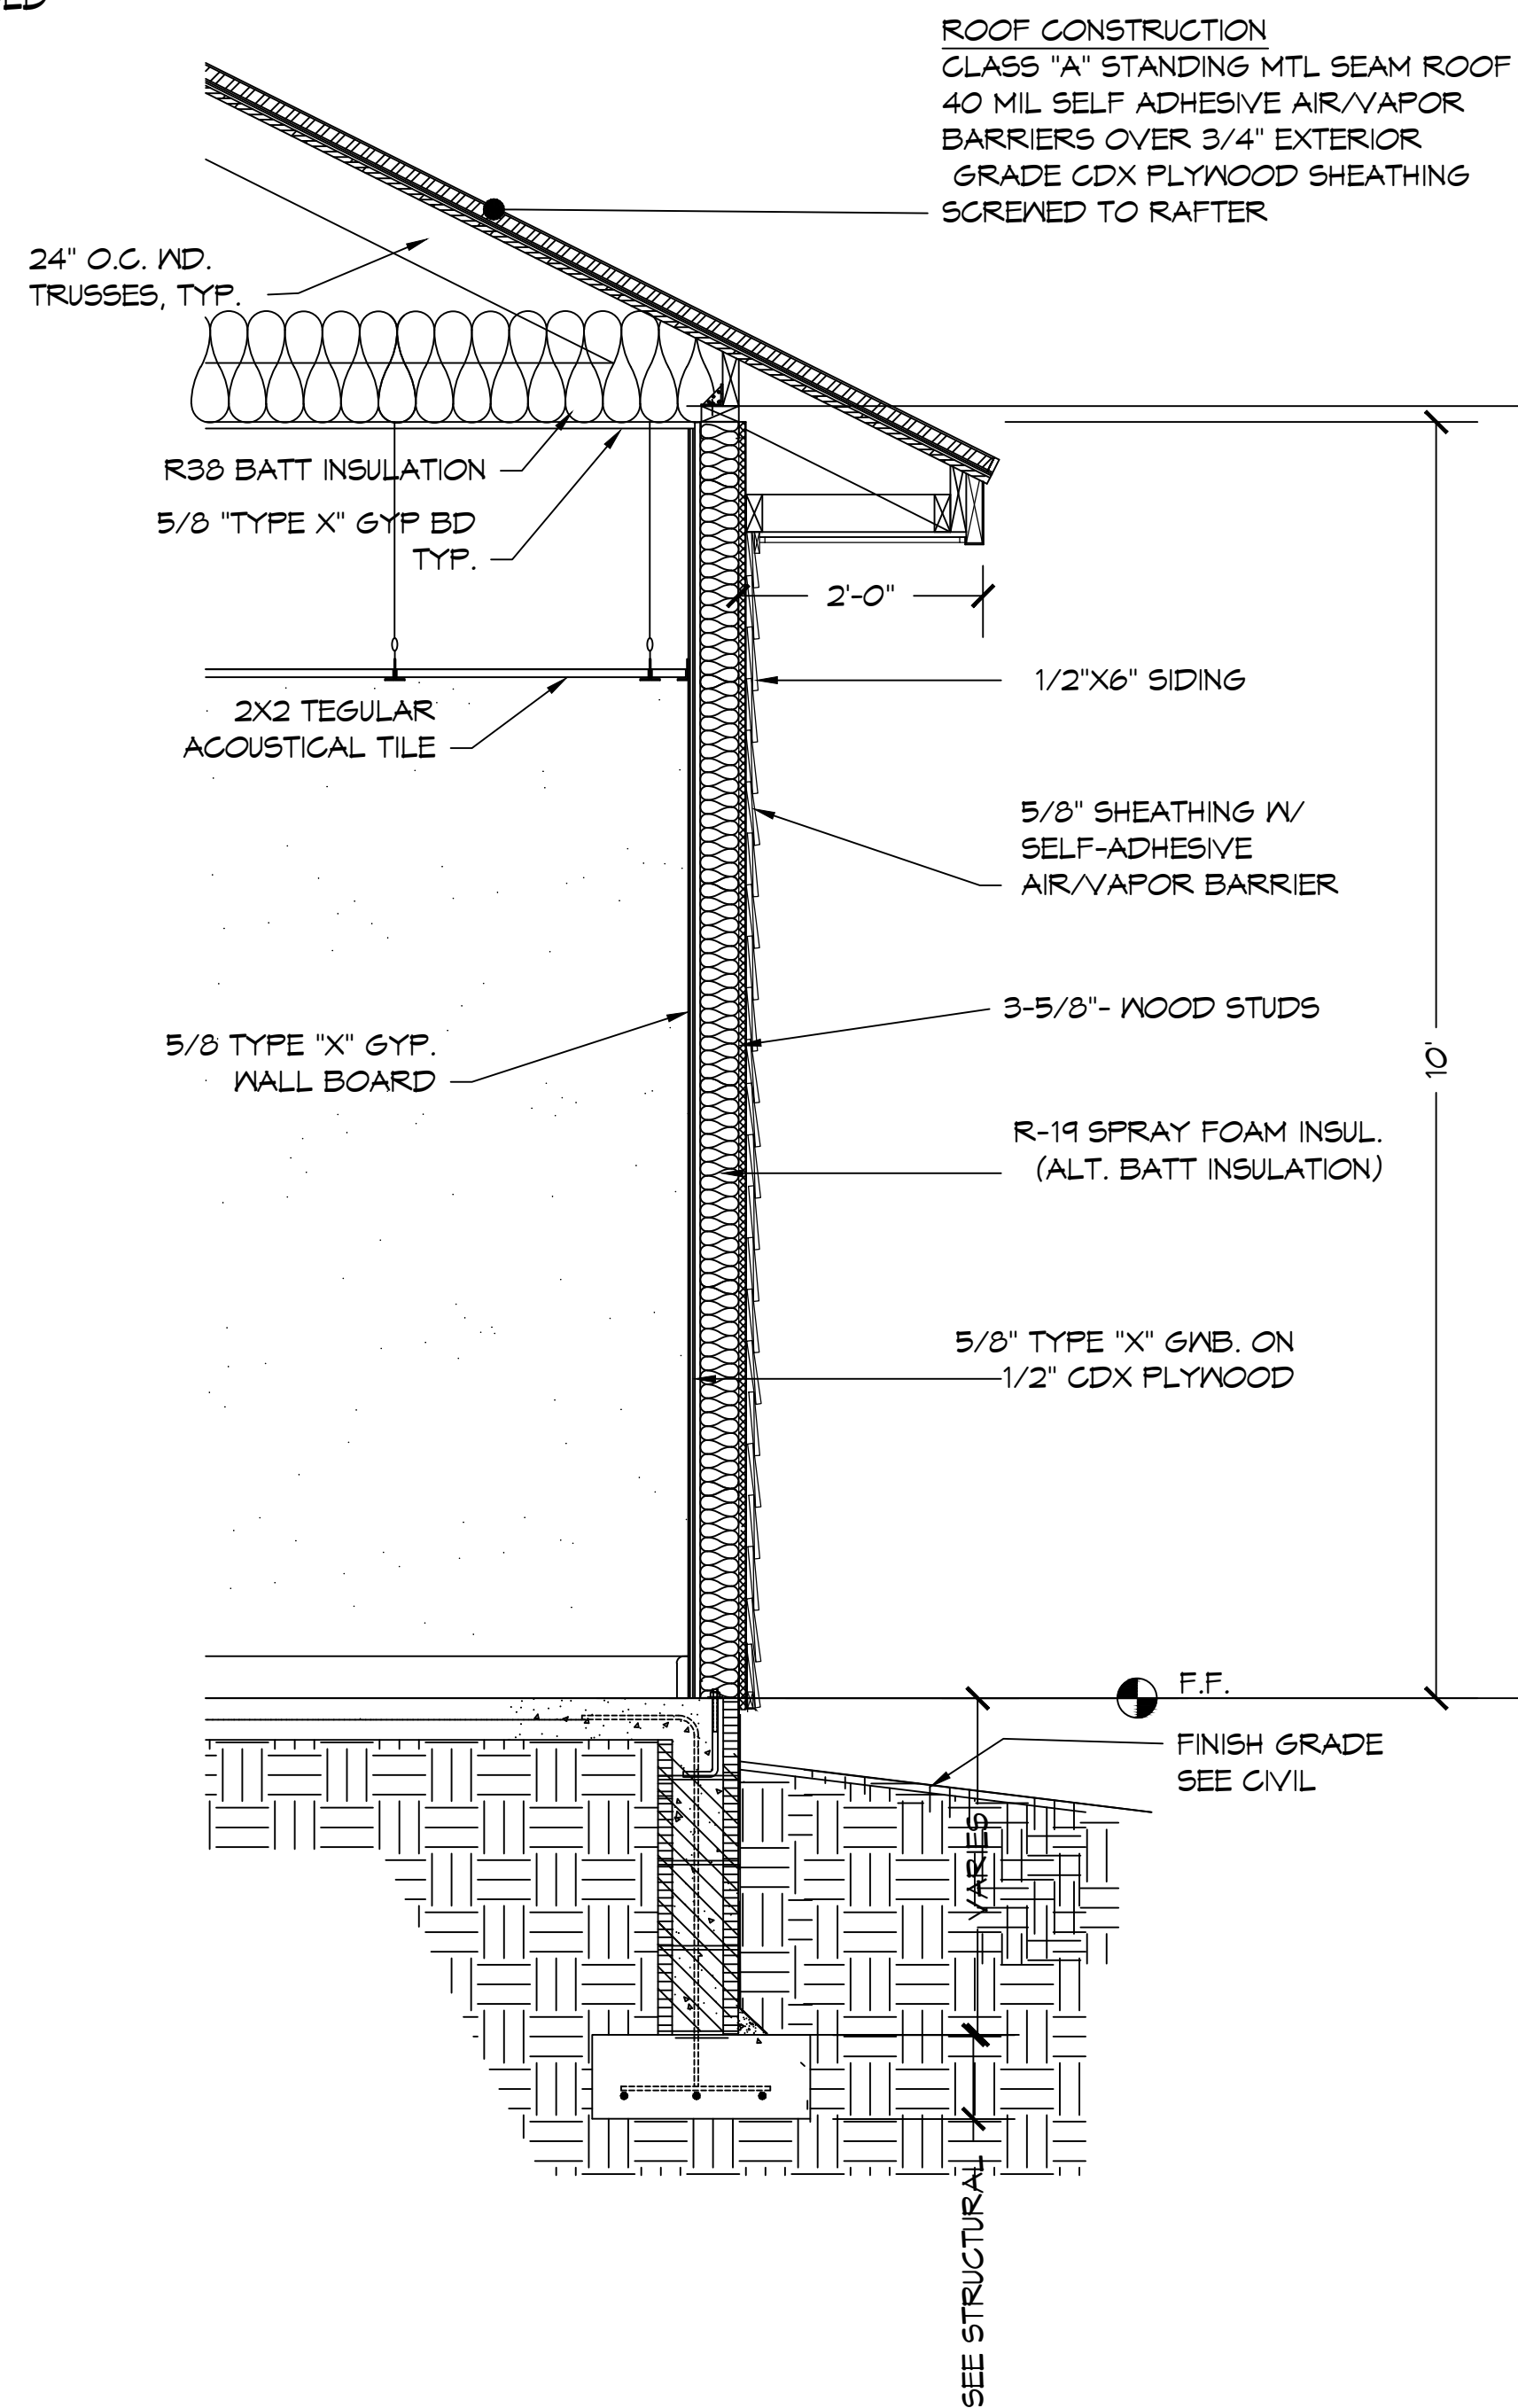 ED
ROOF CONSTRUCTION
CLASS "A" STANDING MTL SEAM ROOF
40 MIL SELF ADHESIVE AIR/VAPOR
BARRIERS OVER 3/4" EXTERIOR
GRADE CDX PLYWOOD SHEATHING
SCREWED TO RAFTER
24" O.C. WD.
TRUSSES, TYP.
R38 BATT INSULATION
5/8 "TYPE X" GYP BD
TYP.
2'-0"
1/2"X6" SIDING
2X2 TEGULAR
ACOUSTICAL TILE
5/8" SHEATHING W/
SELF-ADHESIVE
AIR/VAPOR BARRIER
3-5/8"- WOOD STUDS
5/8 TYPE "X" GYP.
WALL BOARD
10'
R-19 SPRAY FOAM INSUL.
(ALT. BATT INSULATION)
5/8" TYPE "X" GWB. ON
1/2" CDX PLYWOOD
F.F.
FINISH GRADE
SEE CIVIL
VARIES
SEE STRUCTURAL